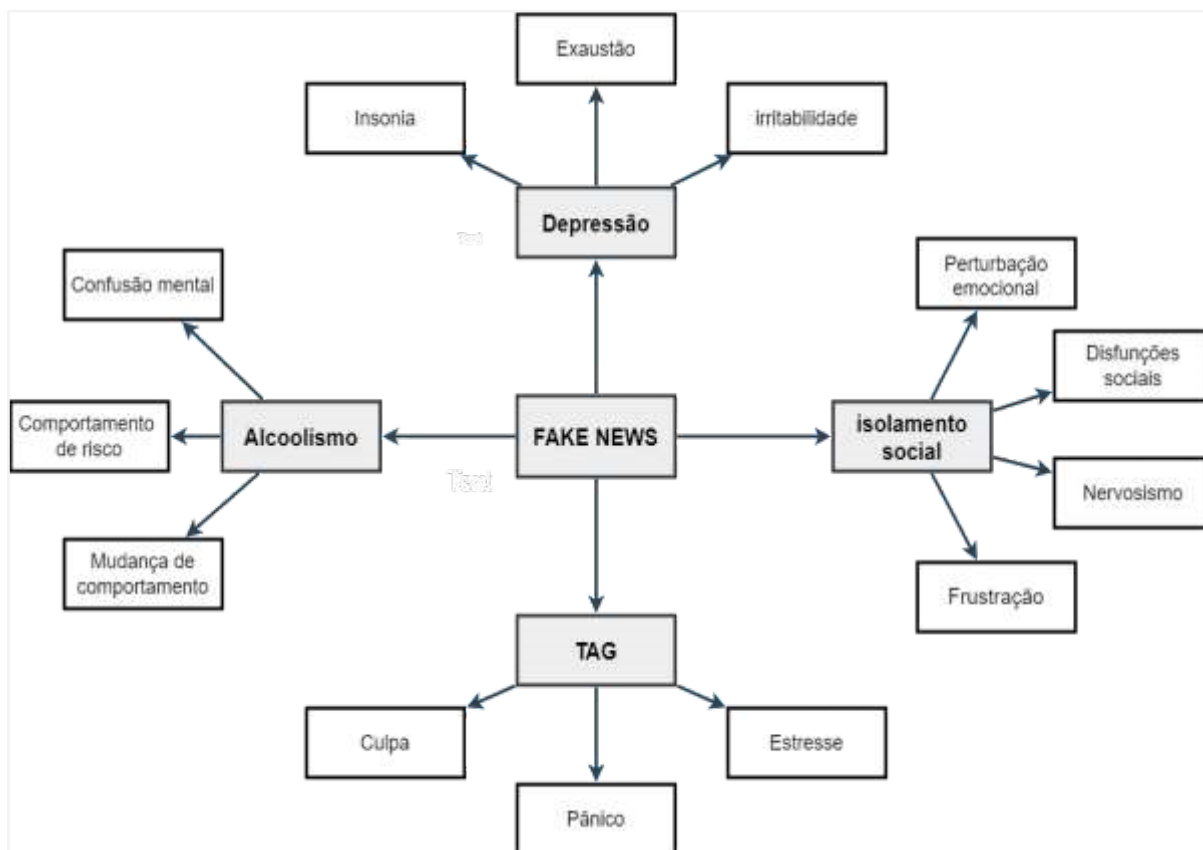 Exaustão
Insonia
irritabilidade
Depressão
Confusão mental
Perturbação
emocional
Disfunções
sociais
Comportamento
de risco
Alcoolismo
FAKE NEWS
isolamento
social
Nervosismo
Mudança de
comportamento
Frustração
TAG
Culpa
Estresse
Pânico